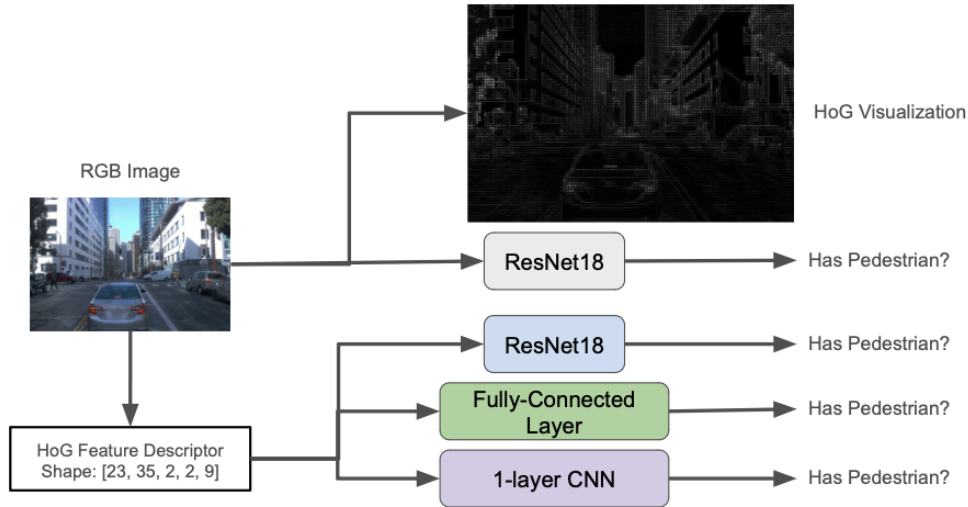 HoG Visualization
RGB Image
ResNet18
Has Pedestrian?
ResNet18
Has Pedestrian?
Fully-Connected
Layer
Has Pedestrian?
HoG Feature Descriptor
Shape: [23, 35, 2, 2, 9]
1-layer CNN
Has Pedestrian?